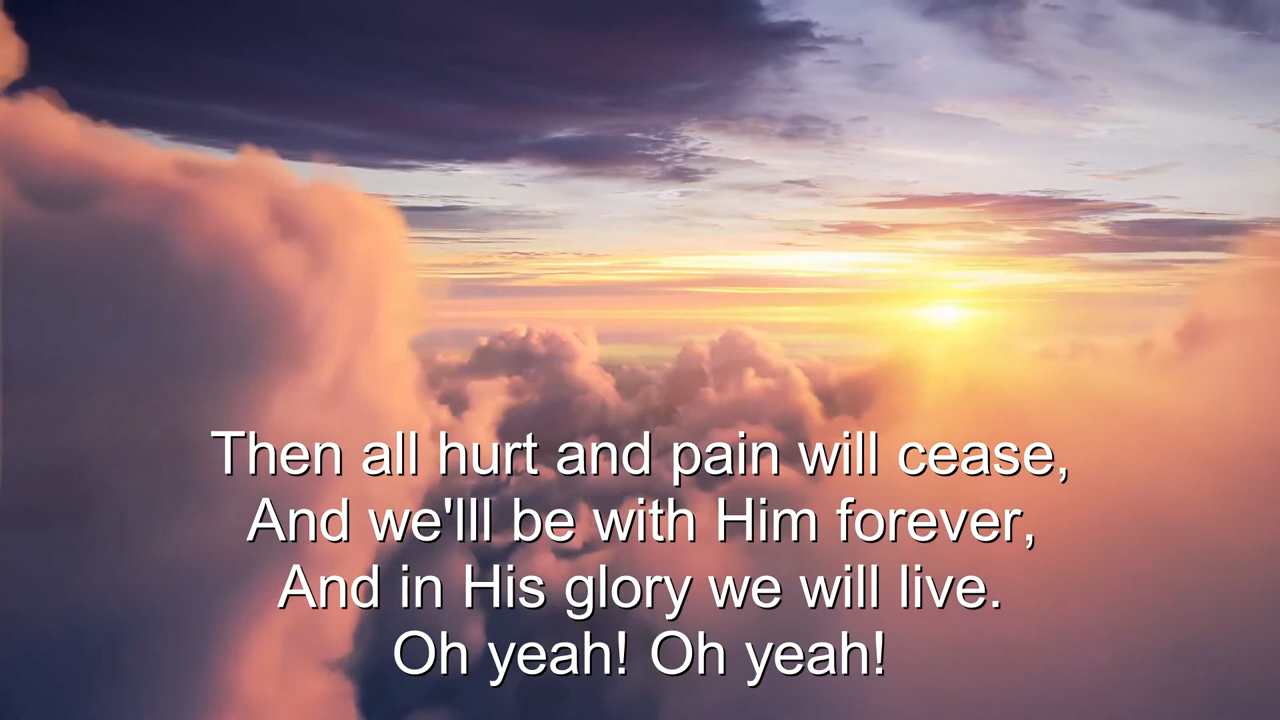 Then all hurt and pain will cease,
And we'lll be with Him forever,
And in His glory we will live.
Oh yeah! Oh yeah!